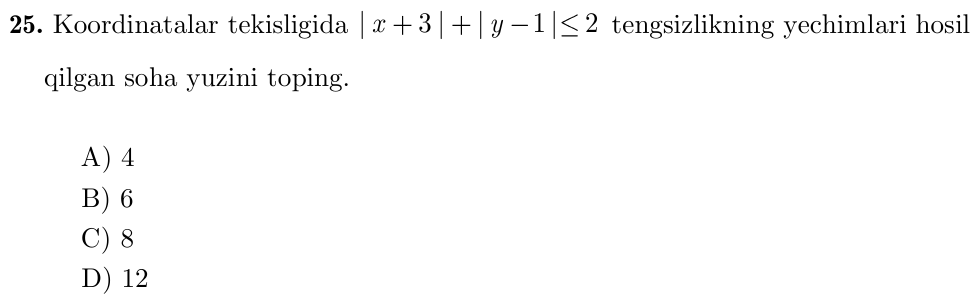 25. Koordinatalar tekisligida | x + 3 | + | y − 1 | ≤ 2 tengsizlikning yechimlari hosil
qilgan soha yuzini toping.
A) 4
B) 6
C) 8
D) 12